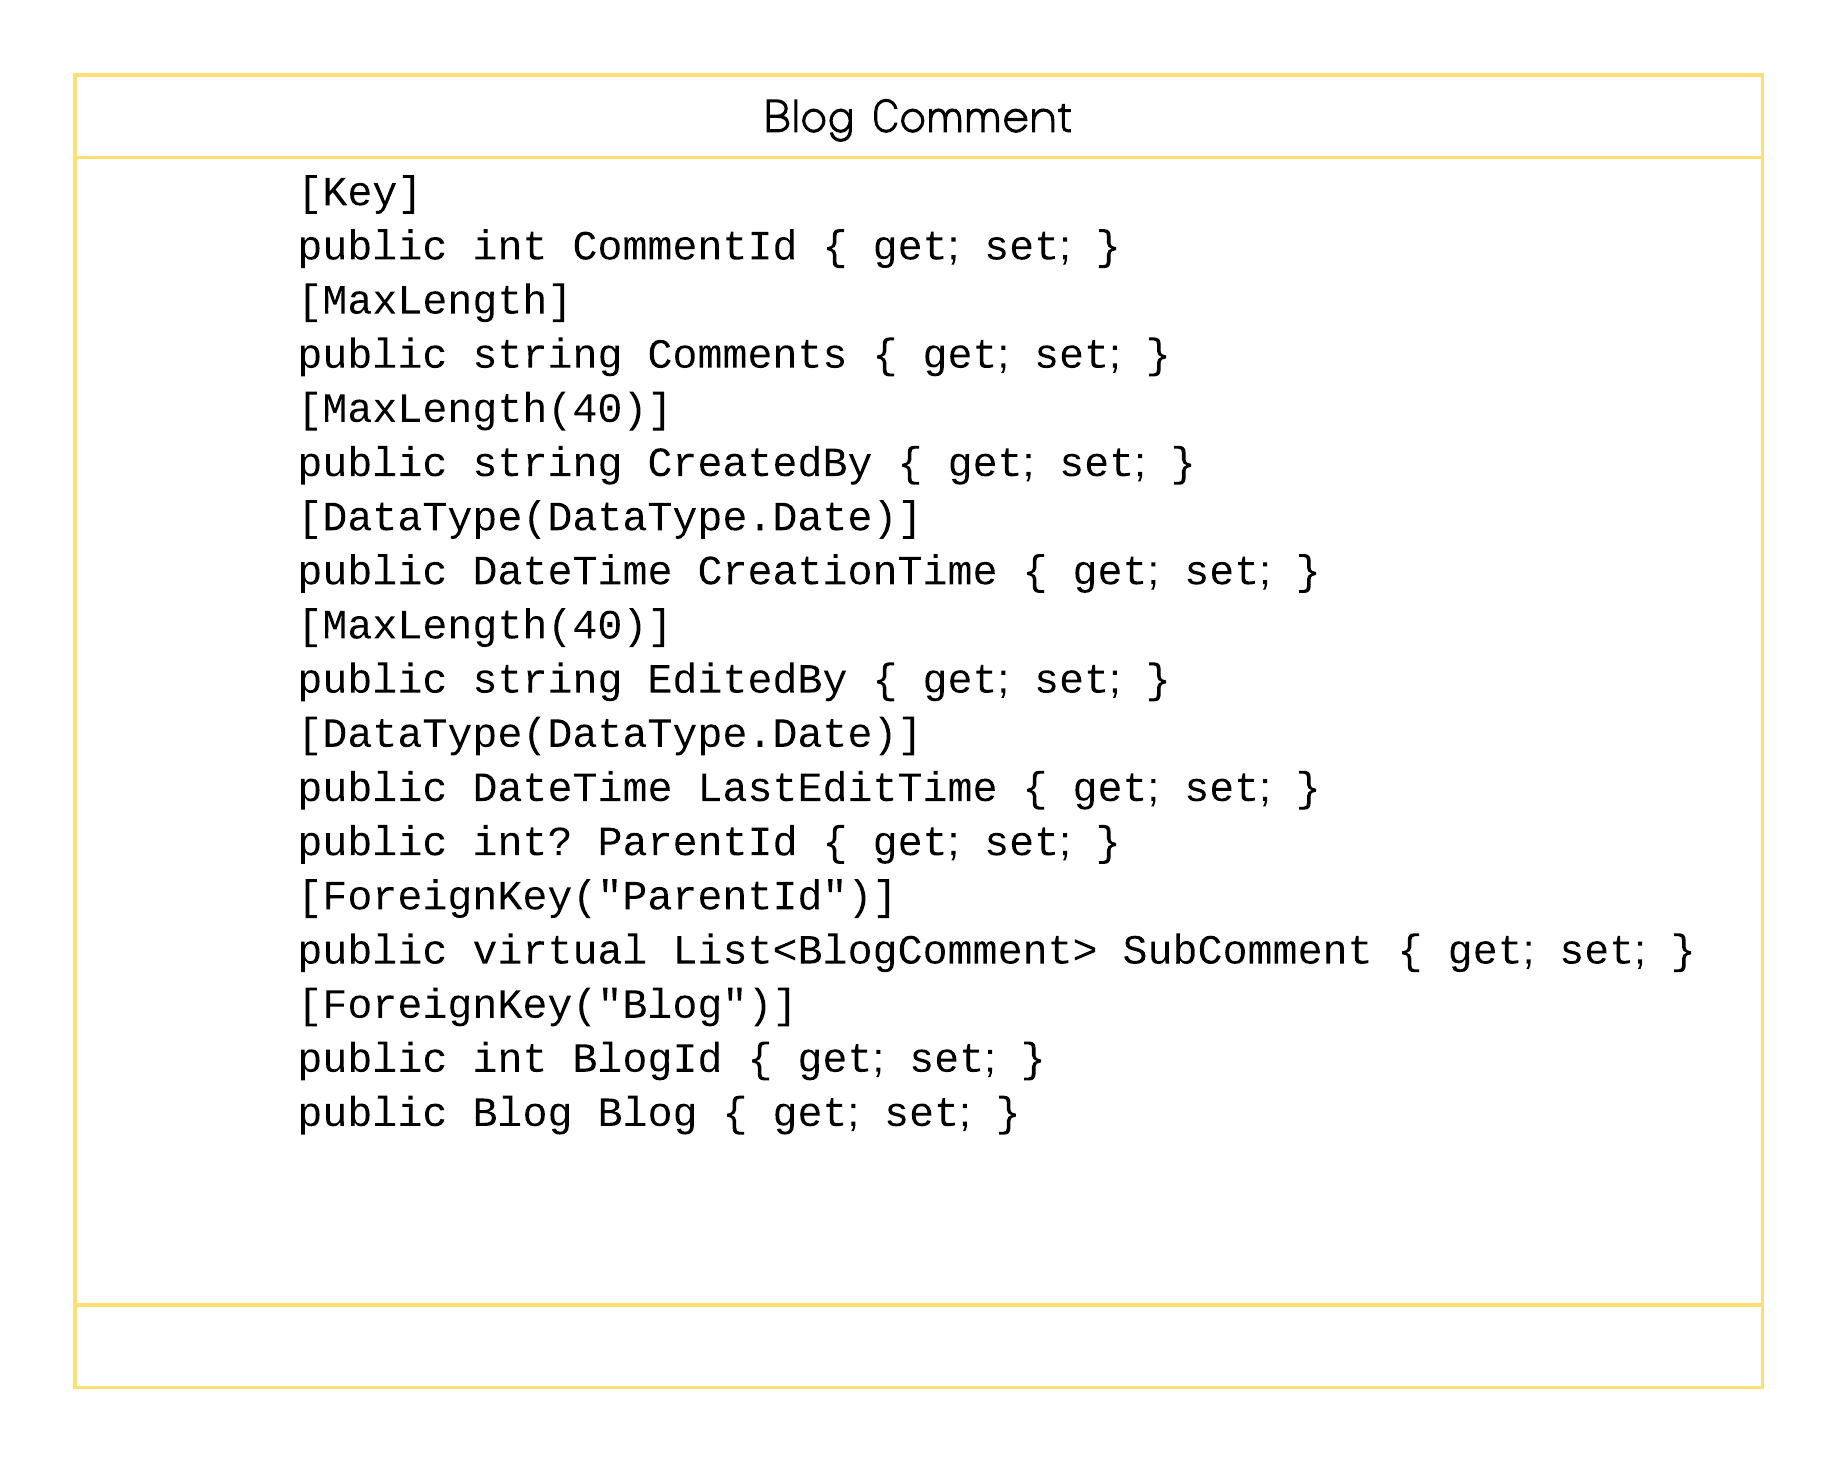 Blog Comment
[Key]
public int CommentId { get; set; }
[MaxLength]
public string Comments { get; set; }
[MaxLength(40)]
public string CreatedBy { get; set; }
[DataType(DataType.Date)]
public DateTime CreationTime { get; set; }
[MaxLength(40)]
public string EditedBy { get; set; }
[DataType(DataType.Date)]
public DateTime LastEditTime { get; set; }
public int? ParentId { get; set; }
[ForeignKey("ParentId")]
public virtual List<BlogComment> SubComment { get; set; }
[ForeignKey("Blog")]
public int BlogId { get; set; }
public Blog Blog { get; set; }